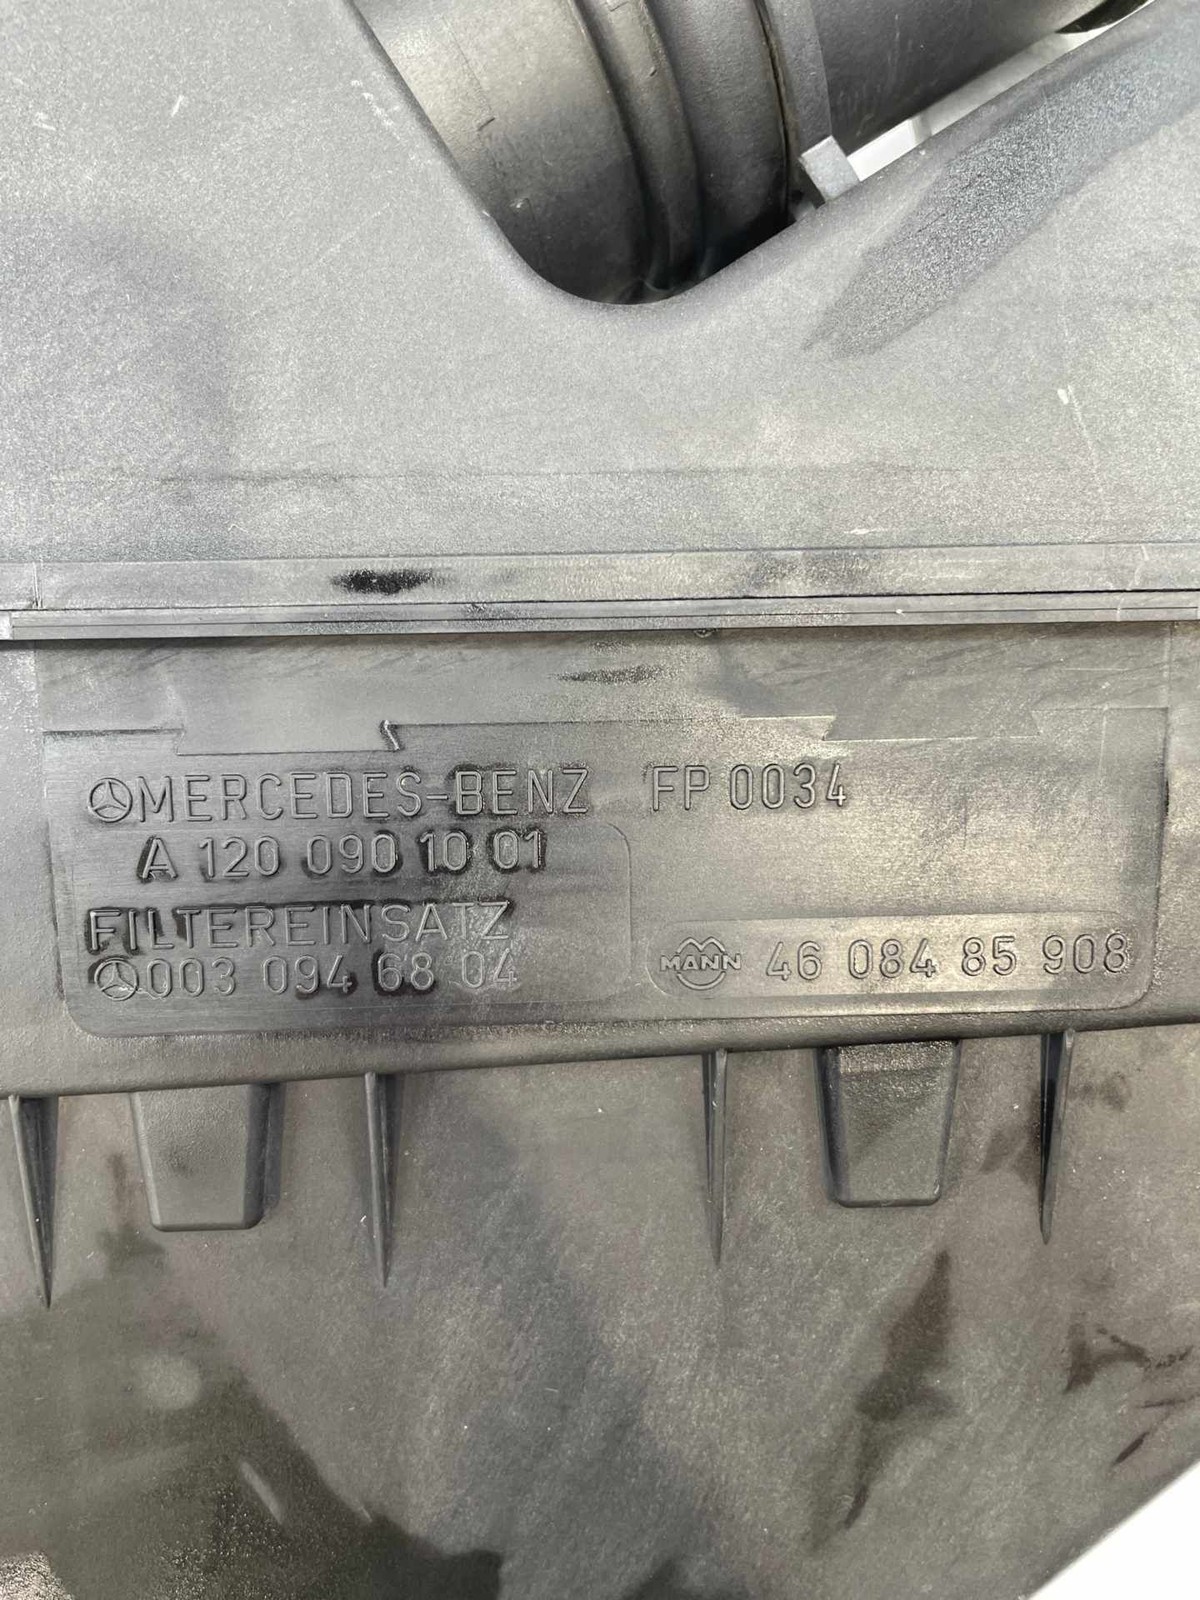 MERCEDES-BENZ FP 0034
A 120 090 10 01
FILTEREINSATZ
003 094 68 04
MANN 46 084 85 908